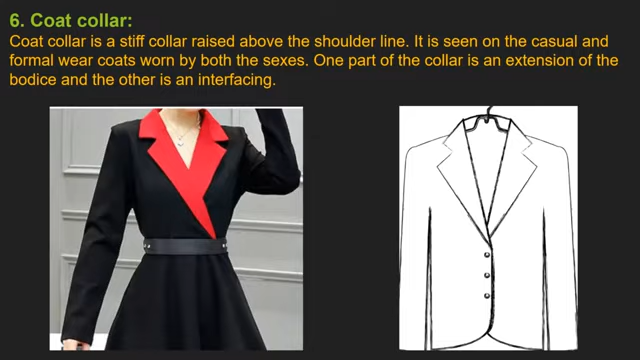 6. Coat collar:
Coat collar is a stiff collar raised above the shoulder line. It is seen on the casual and
formal wear coats worn by both the sexes. One part of the collar is an extension of the
bodice and the other is an interfacing.